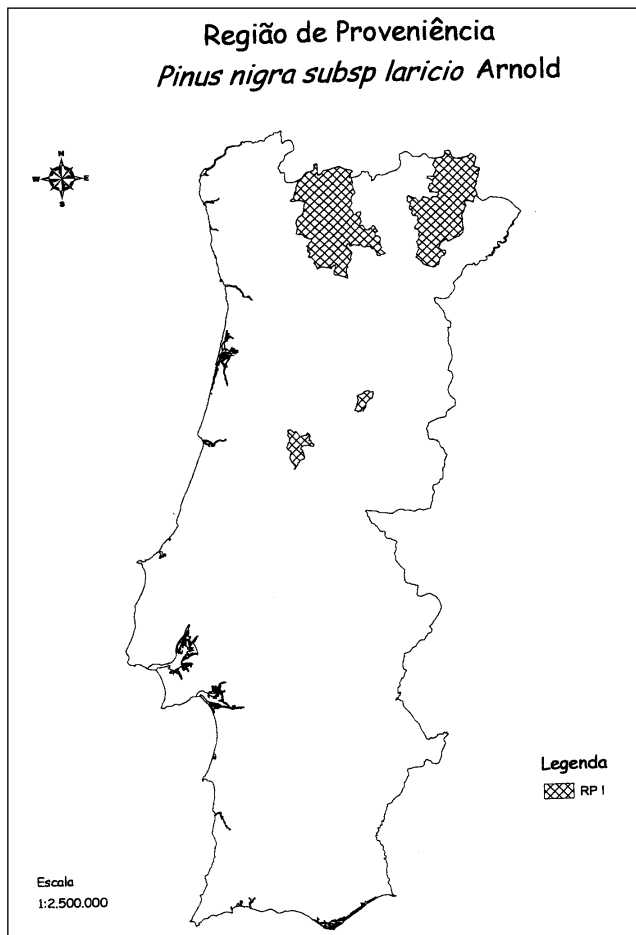 Região de Proveniência
Pinus nigra subsp laricio Arnold
N
W E
S
Legenda
RP I
Escala
1:2.500.000